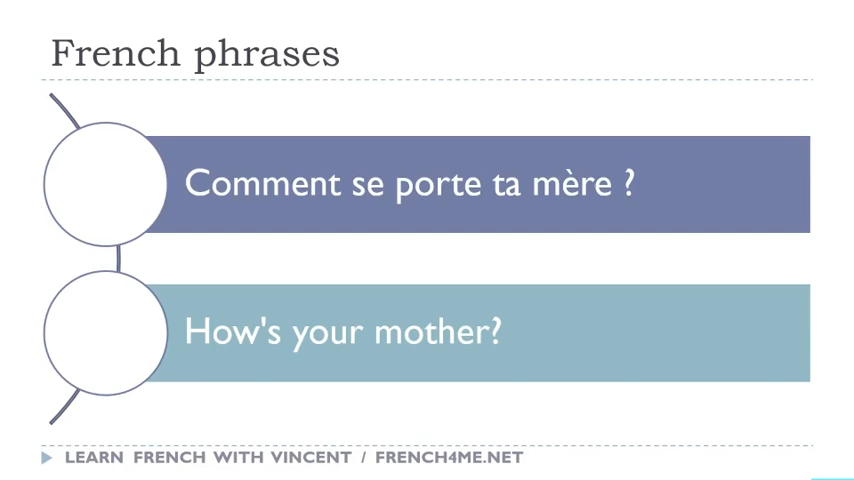 French phrases
Comment se porte ta mère ?
How's your mother?
LEARN FRENCH WITH VINCENT / FRENCH4ME.NET